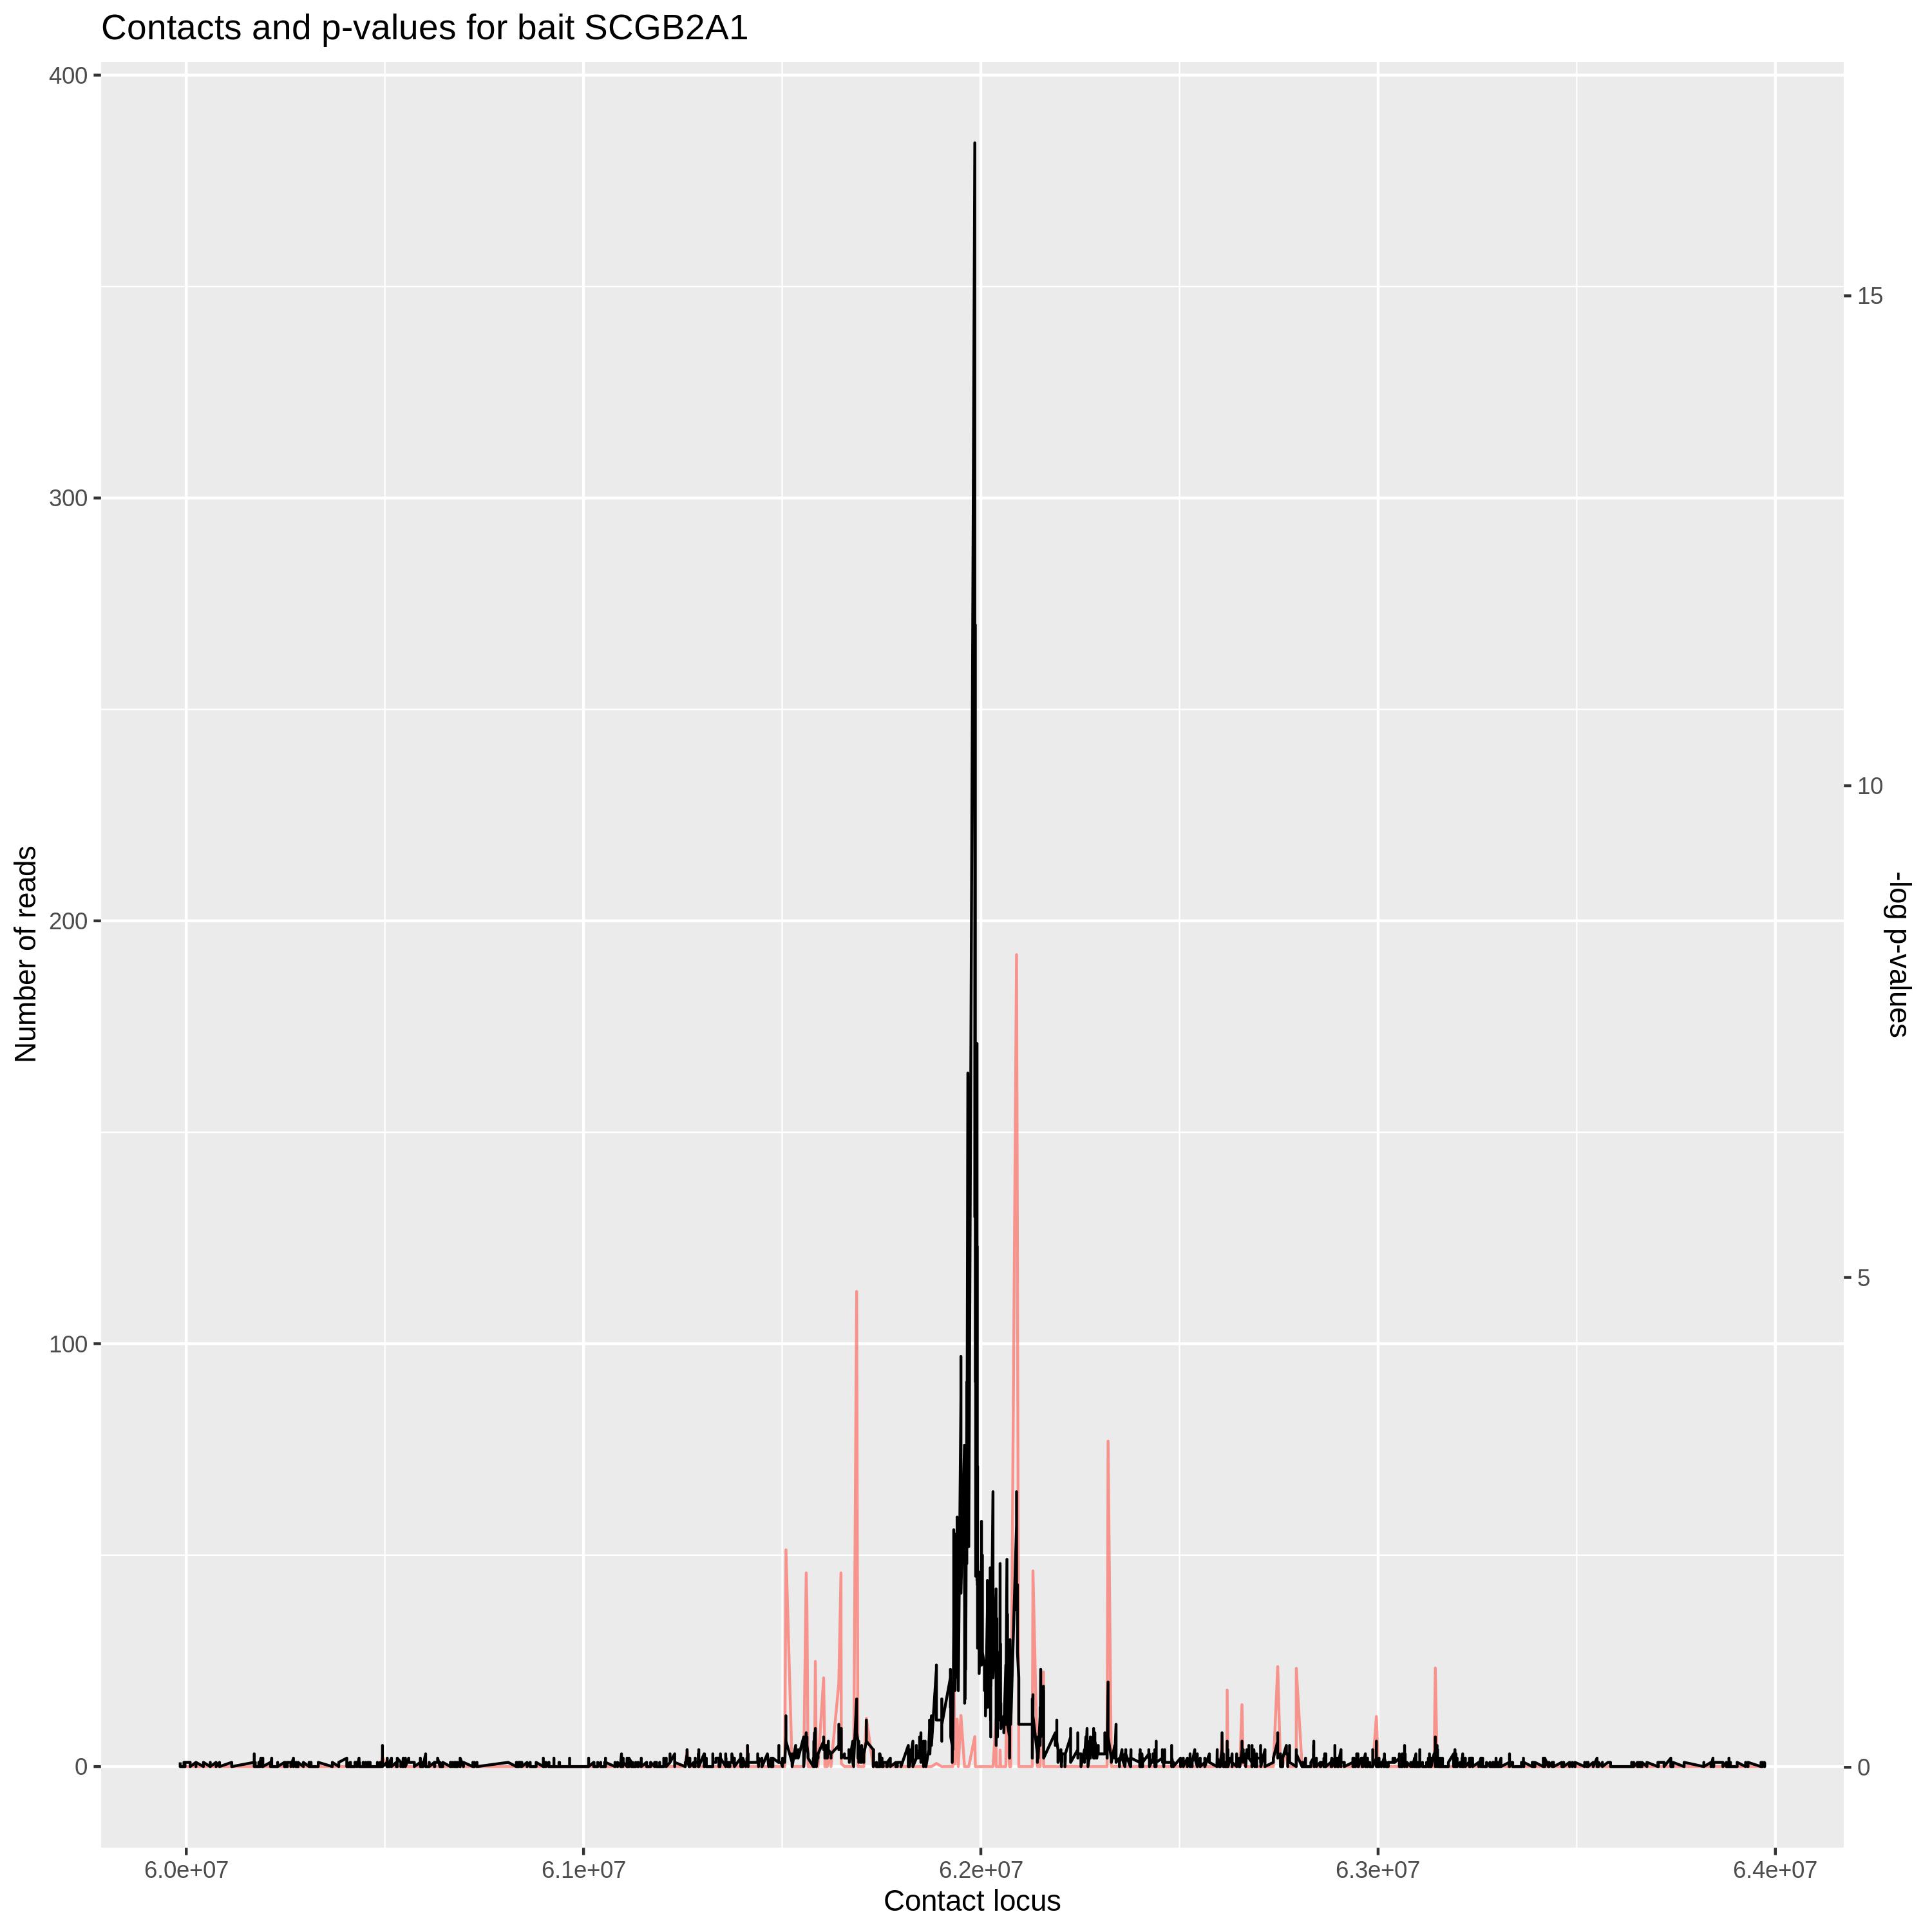 Contacts and p-values for bait SCGB2A1
400
300
200
100
0
Number of reads
15
10
5
0
-log p-values
6.0e+07
6.1e+07
6.2e+07
6.3e+07
6.4e+07
Contact locus